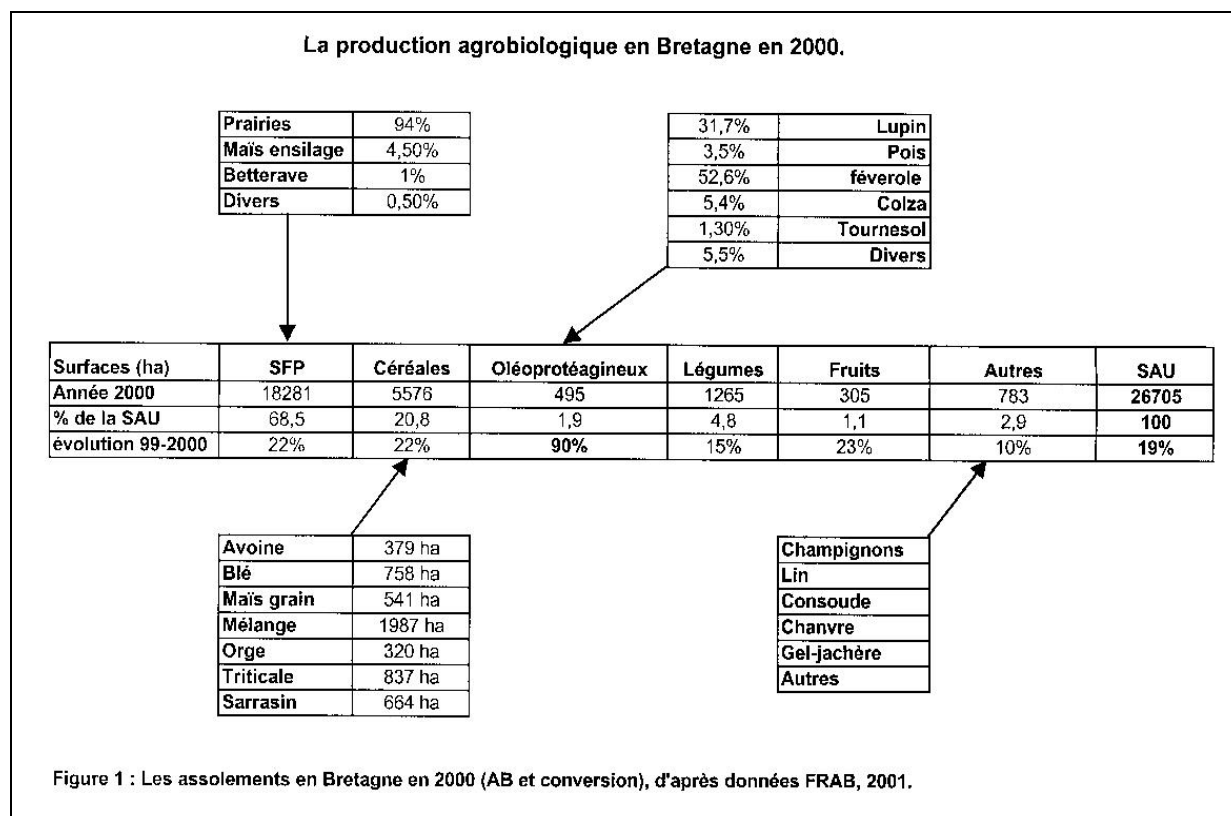 La production agrobiologique en Bretagne en 2000.
Prairies 94%
Maïs ensilage 4,50%
Betterave 1%
Divers 0,50%
31,7% Lupin
3,5% Pois
52,6% féverole
5,4% Colza
1,30% Tournesol
5,5% Divers
Surfaces (ha) SFP Céréales Oléoprotéagineux Légumes Fruits Autres SAU
Année 2000 18281 5576 495 1265 305 783 26705
% de la SAU 68,5 20,8 1,9 4,8 1,1 2,9 100
évolution 99-2000 22% 22% 90% 15% 23% 10% 19%
Avoine 379 ha
Blé 758 ha
Maïs grain 541 ha
Mélange 1987 ha
Orge 320 ha
Triticale 837 ha
Sarrasin 664 ha
Champignons
Lin
Consoude
Chanvre
Gel-jachère
Autres
Figure 1 : Les assolements en Bretagne en 2000 (AB et conversion), d'après données FRAB, 2001.